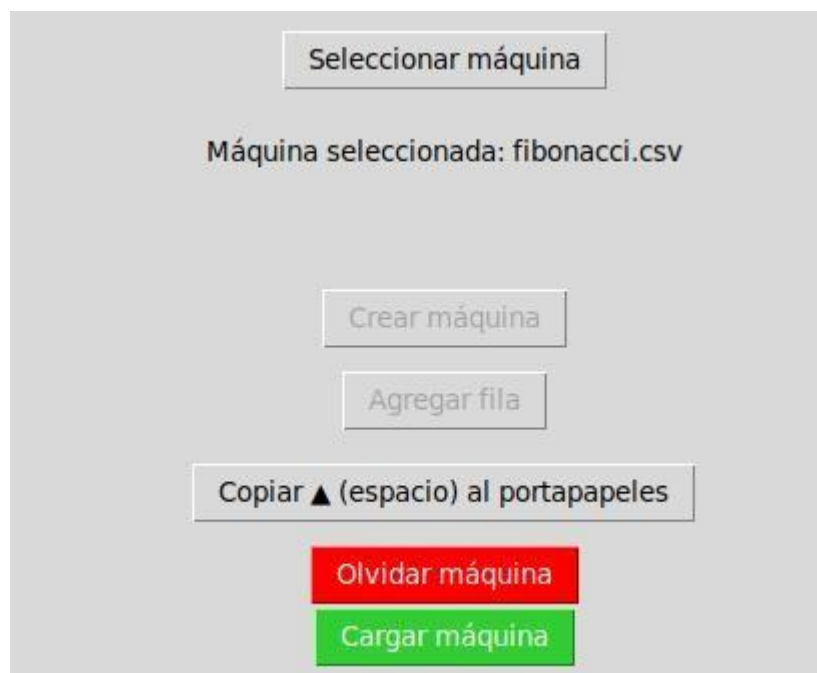 Seleccionar máquina
Máquina seleccionada: fibonacci.csv
Crear máquina
Agregar fila
Copiar ▲ (espacio) al portapapeles
Olvidar máquina
Cargar máquina